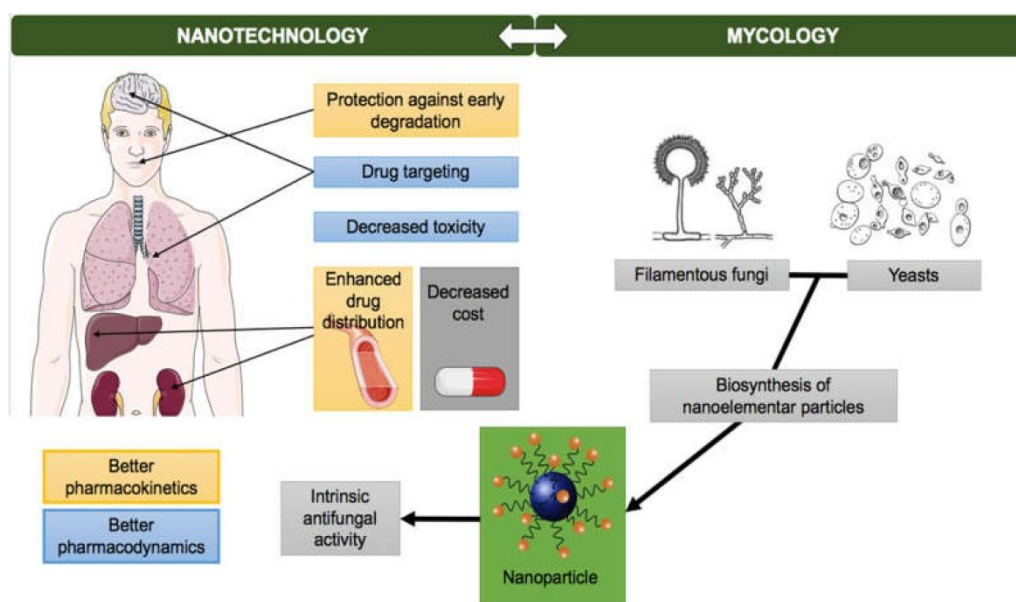 NANOTECHNOLOGY
MYCOLOGY
Protection against early
degradation
Drug targeting
Decreased toxicity
Enhanced
drug
distribution
Decreased
cost
Filamentous fungi
Yeasts
Biosynthesis of
nanoelementar particles
Better
pharmacokinetics
Better
pharmacodynamics
Intrinsic
antifungal
activity
Nanoparticle